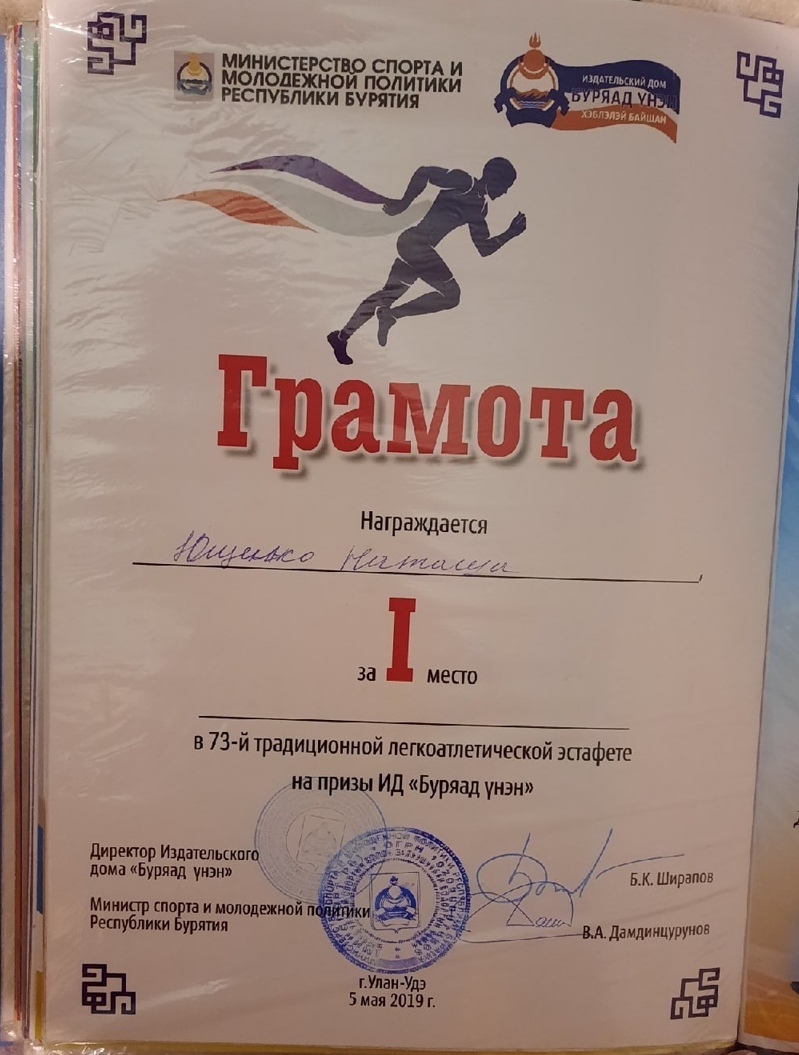 МИНИСТЕРСТВО СПОРТА И
МОЛОДЕЖНОЙ ПОЛИТИКИ
РЕСПУБЛИКИ БУРЯТИЯ
ИЗДАТЕЛЬСКИЙ ДОМ
БУРЯАД ҮНЭН
ХЭБЛЭЛЭЙ БАЙШАН
Грамота
Награждается
Ющенко Наташа
за I место
в 73-й традиционной легкоатлетической эстафете
на призы ИД «Буряад үнэн»
Директор Издательского
дома «Буряад үнэн»
Б.К. Ширапов
Министр спорта и молодежной политики
Республики Бурятия
В.А. Дамдинцурунов
г.Улан-Удэ
5 мая 2019 г.